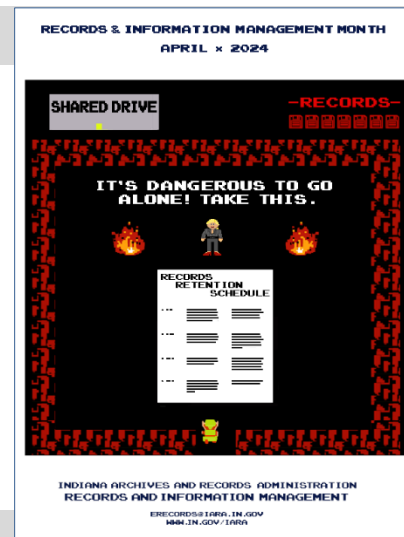 RECORDS & INFORMATION MANAGEMENT MONTH
APRIL × 2024
SHARED DRIVE
-RECORDS-
IT'S DANGEROUS TO GO
ALONE! TAKE THIS.
RECORDS
RETENTION
SCHEDULE
INDIANA ARCHIVES AND RECORDS ADMINISTRATION
RECORDS AND INFORMATION MANAGEMENT
ERECORDS@IARA.IN.GOV
WWW.IN.GOV/IARA